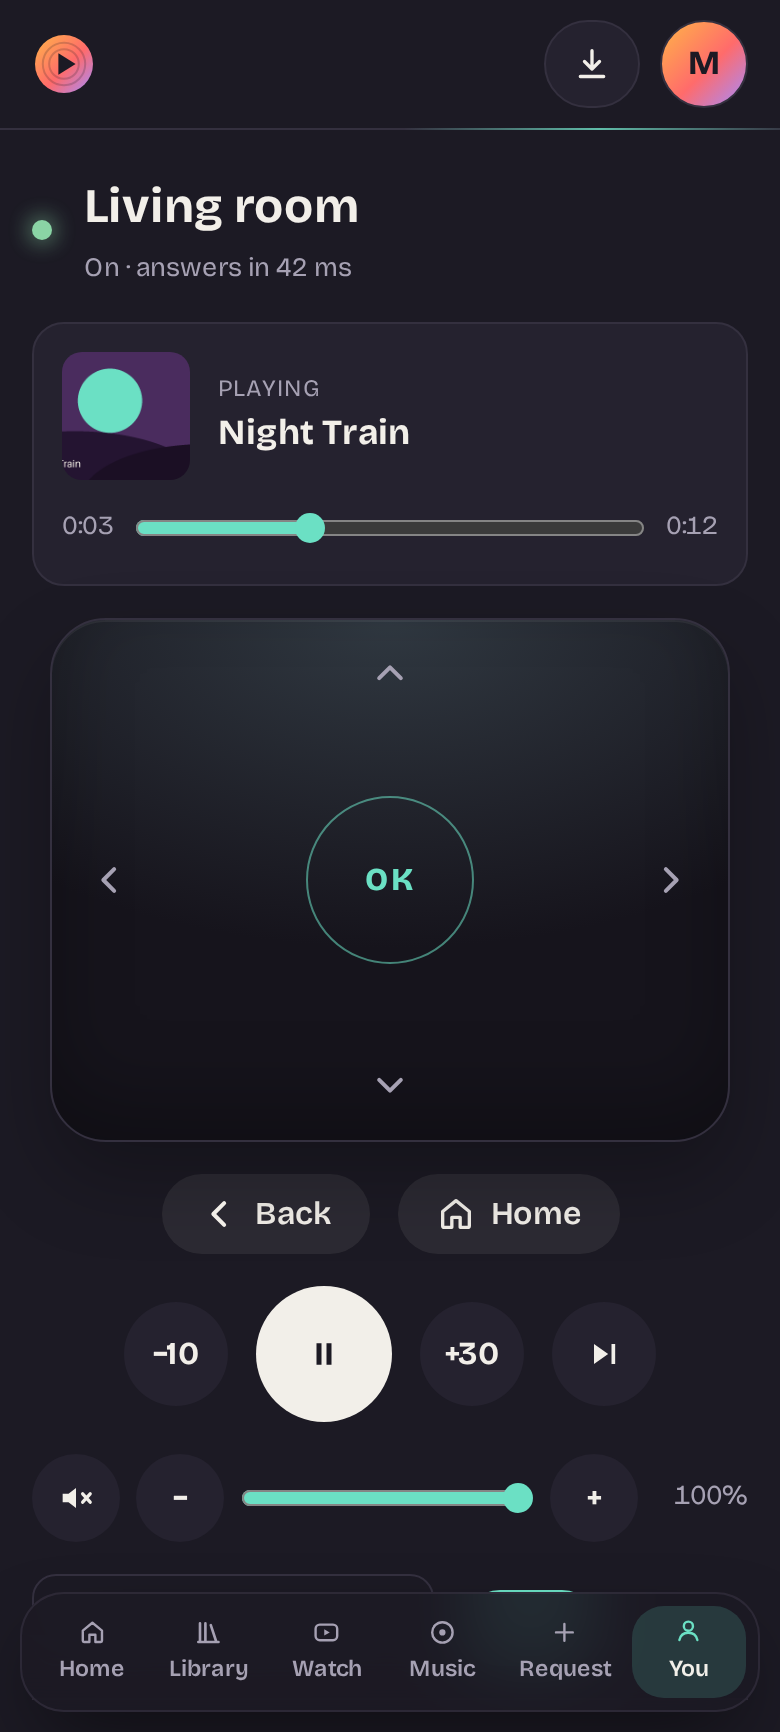 M
Living room
On · answers in 42 ms
PLAYING
Night Train
Train
0:03
0:12
OK
Back
Home
-10
+30
-
+
100%
Home
Library
Watch
Music
Request
You